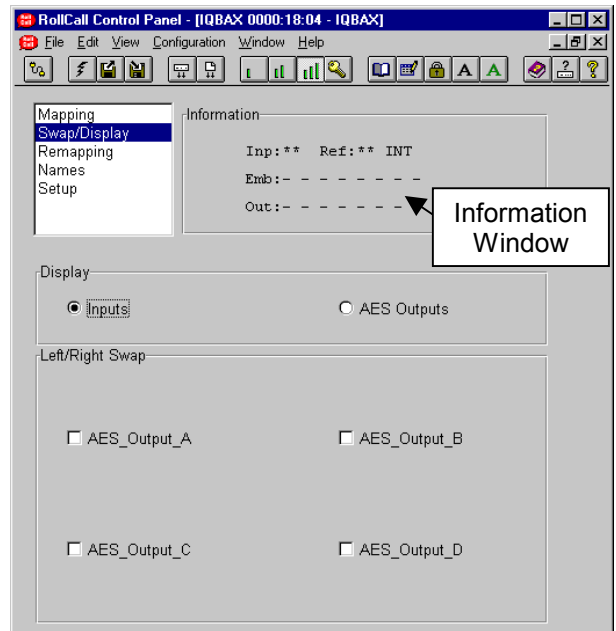 RollCall Control Panel - [IQBAX 0000:18:04 - IQBAX]
File Edit View Configuration Window Help
A A ?
Mapping
Swap/Display
Remapping
Names
Setup
Information
Inp:** Ref:** INT
Emb:- - - - - - - -
Out:- - - - - - -
Information
Window
Display
Inputs
AES Outputs
Left/Right Swap
AES_Output_A
AES_Output_B
AES_Output_C
AES_Output_D